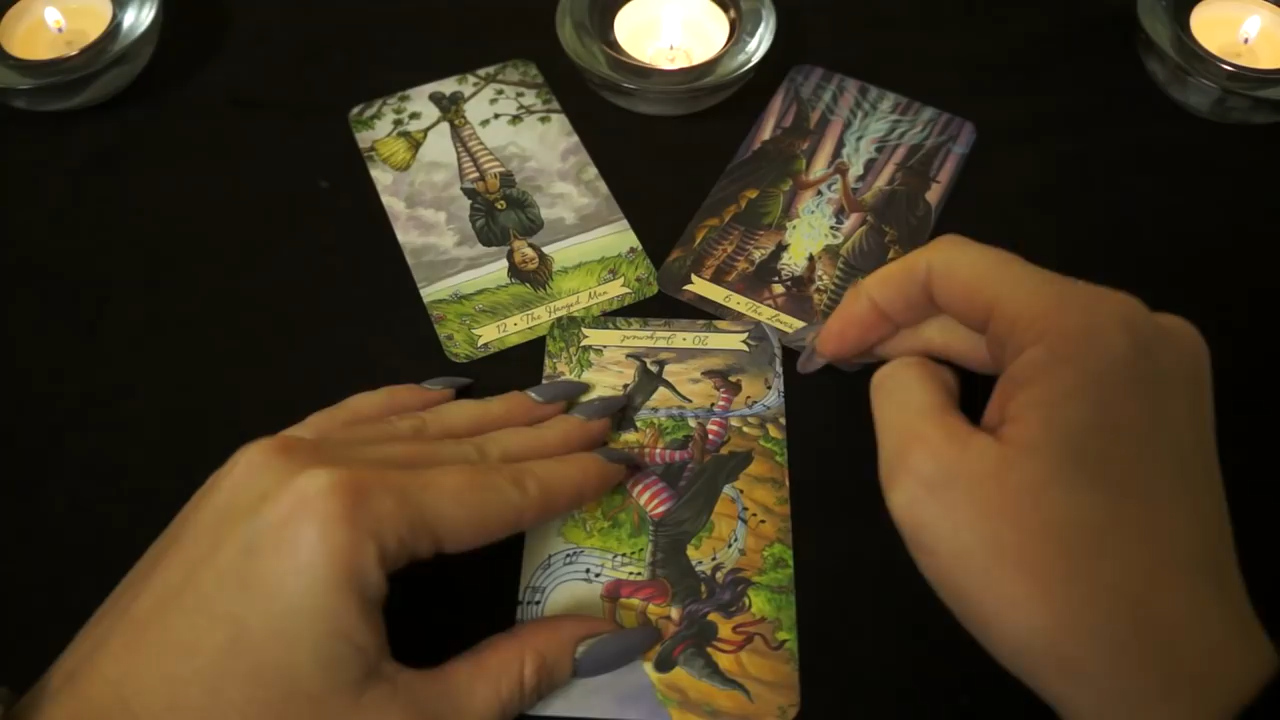 12 • The Hanged Man
6 • The Lovers
20 • Judgement